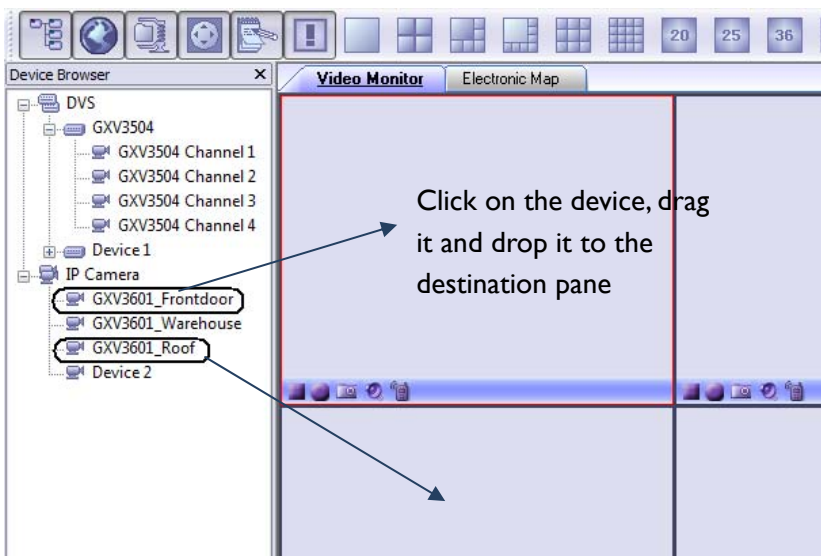 20 25 36
Device Browser x
Video Monitor Electronic Map
DVS
GXV3504
GXV3504 Channel 1
GXV3504 Channel 2
GXV3504 Channel 3
GXV3504 Channel 4
Device 1
IP Camera
GXV3601_Frontdoor
GXV3601_Warehouse
GXV3601_Roof
Device 2
Click on the device, drag
it and drop it to the
destination pane